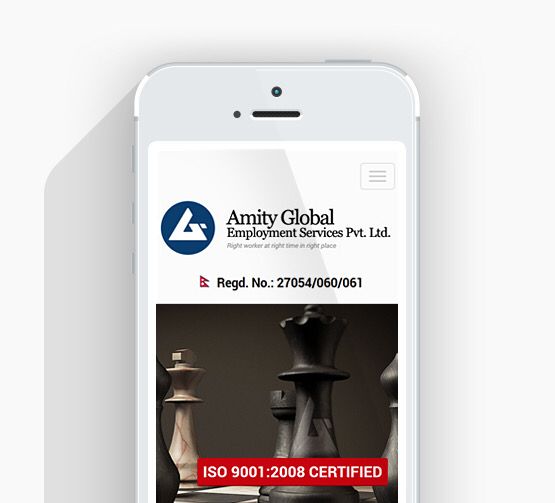 Amity Global
Employment Services Pvt. Ltd.
Right worker at right time in right place
Regd. No.: 27054/060/061
ISO 9001:2008 CERTIFIED